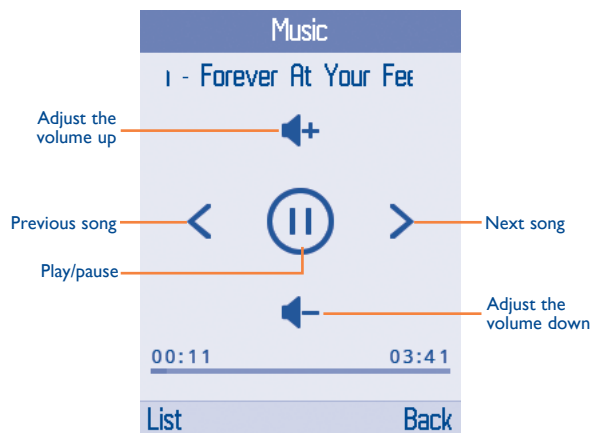 Music
- Forever At Your Fee
Adjust the
volume up
Previous song
Next song
Play/pause
Adjust the
volume down
00:11
03:41
List
Back